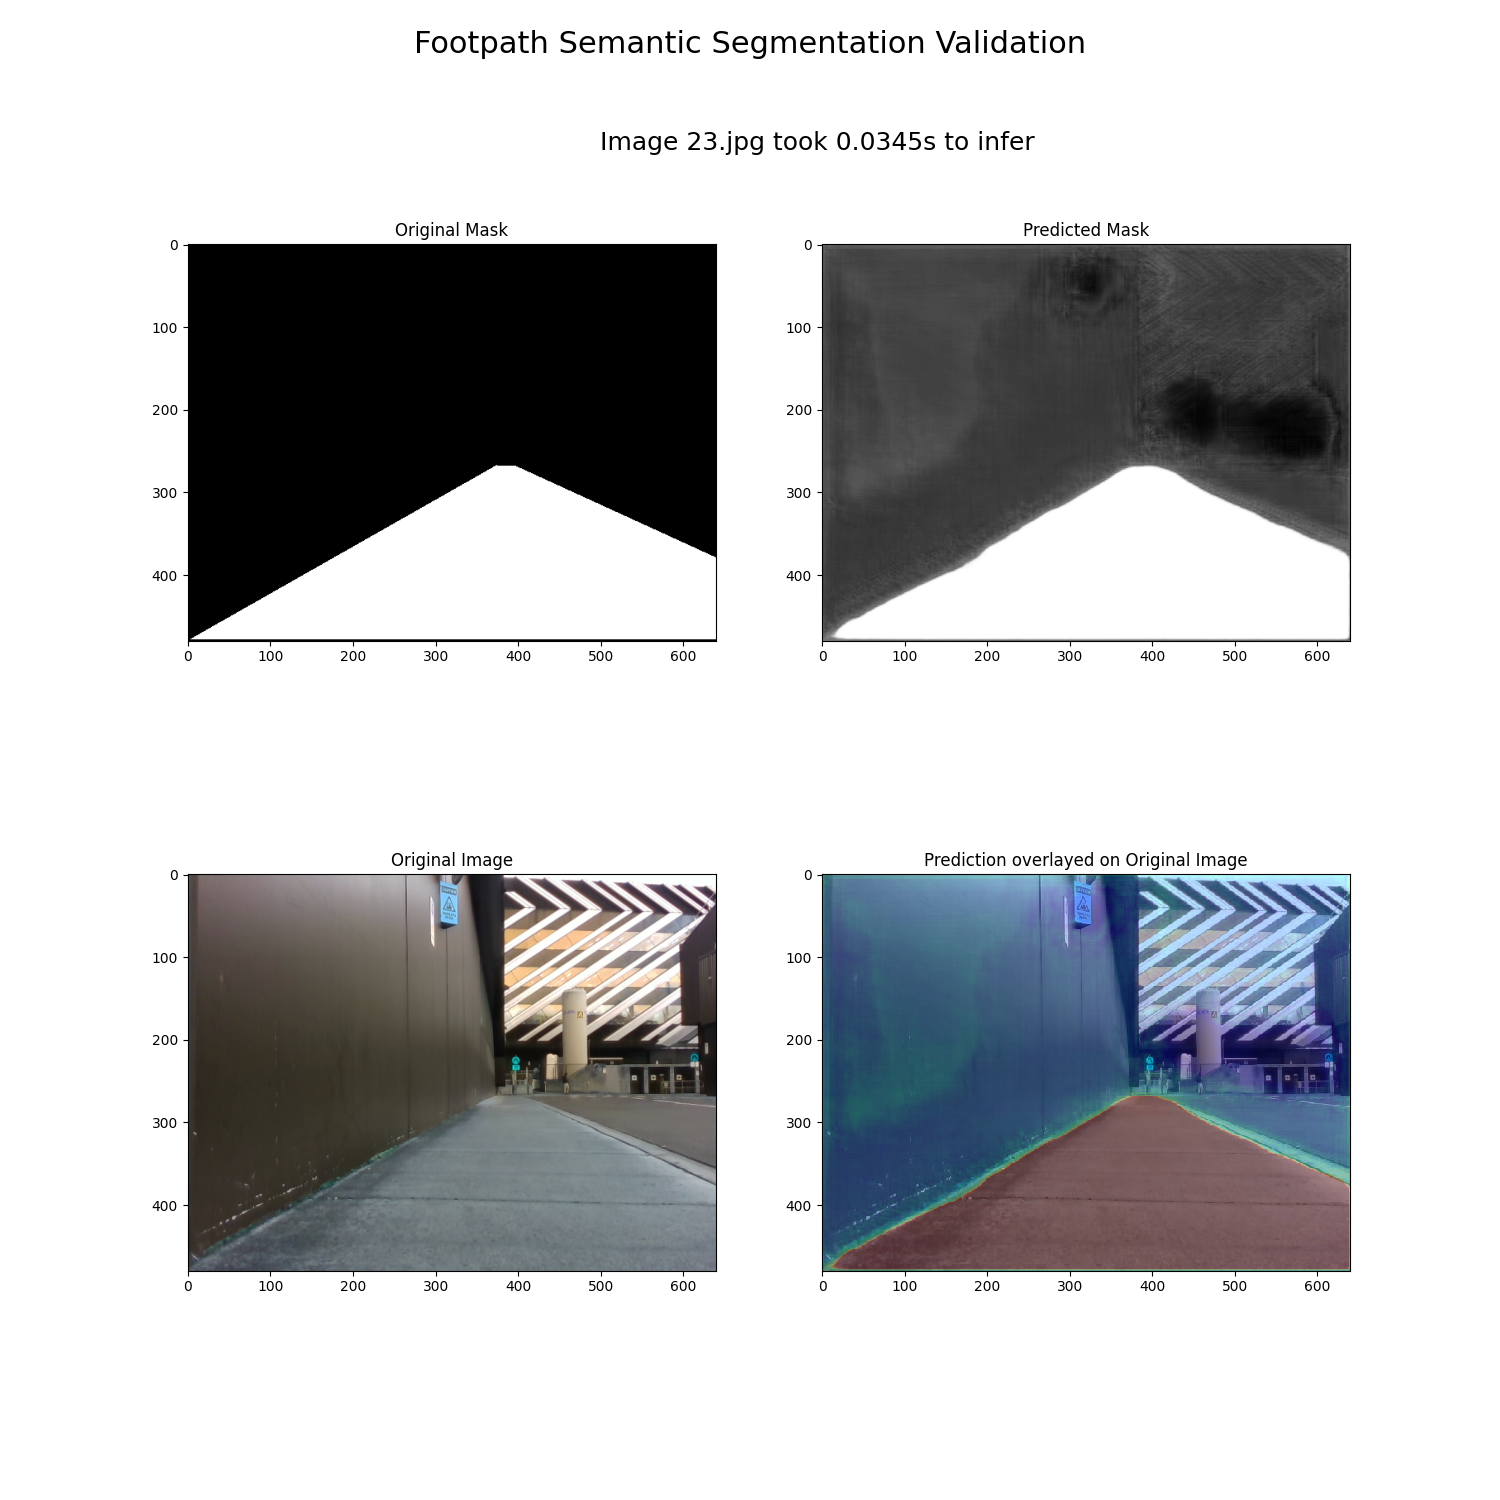 Footpath Semantic Segmentation Validation
Image 23.jpg took 0.0345s to infer
Original Mask
0
100
200
300
400
0 100 200 300 400 500 600
Predicted Mask
0
100
200
300
400
0 100 200 300 400 500 600
Original Image
0
100
200
300
400
0 100 200 300 400 500 600
Prediction overlayed on Original Image
0
100
200
300
400
0 100 200 300 400 500 600